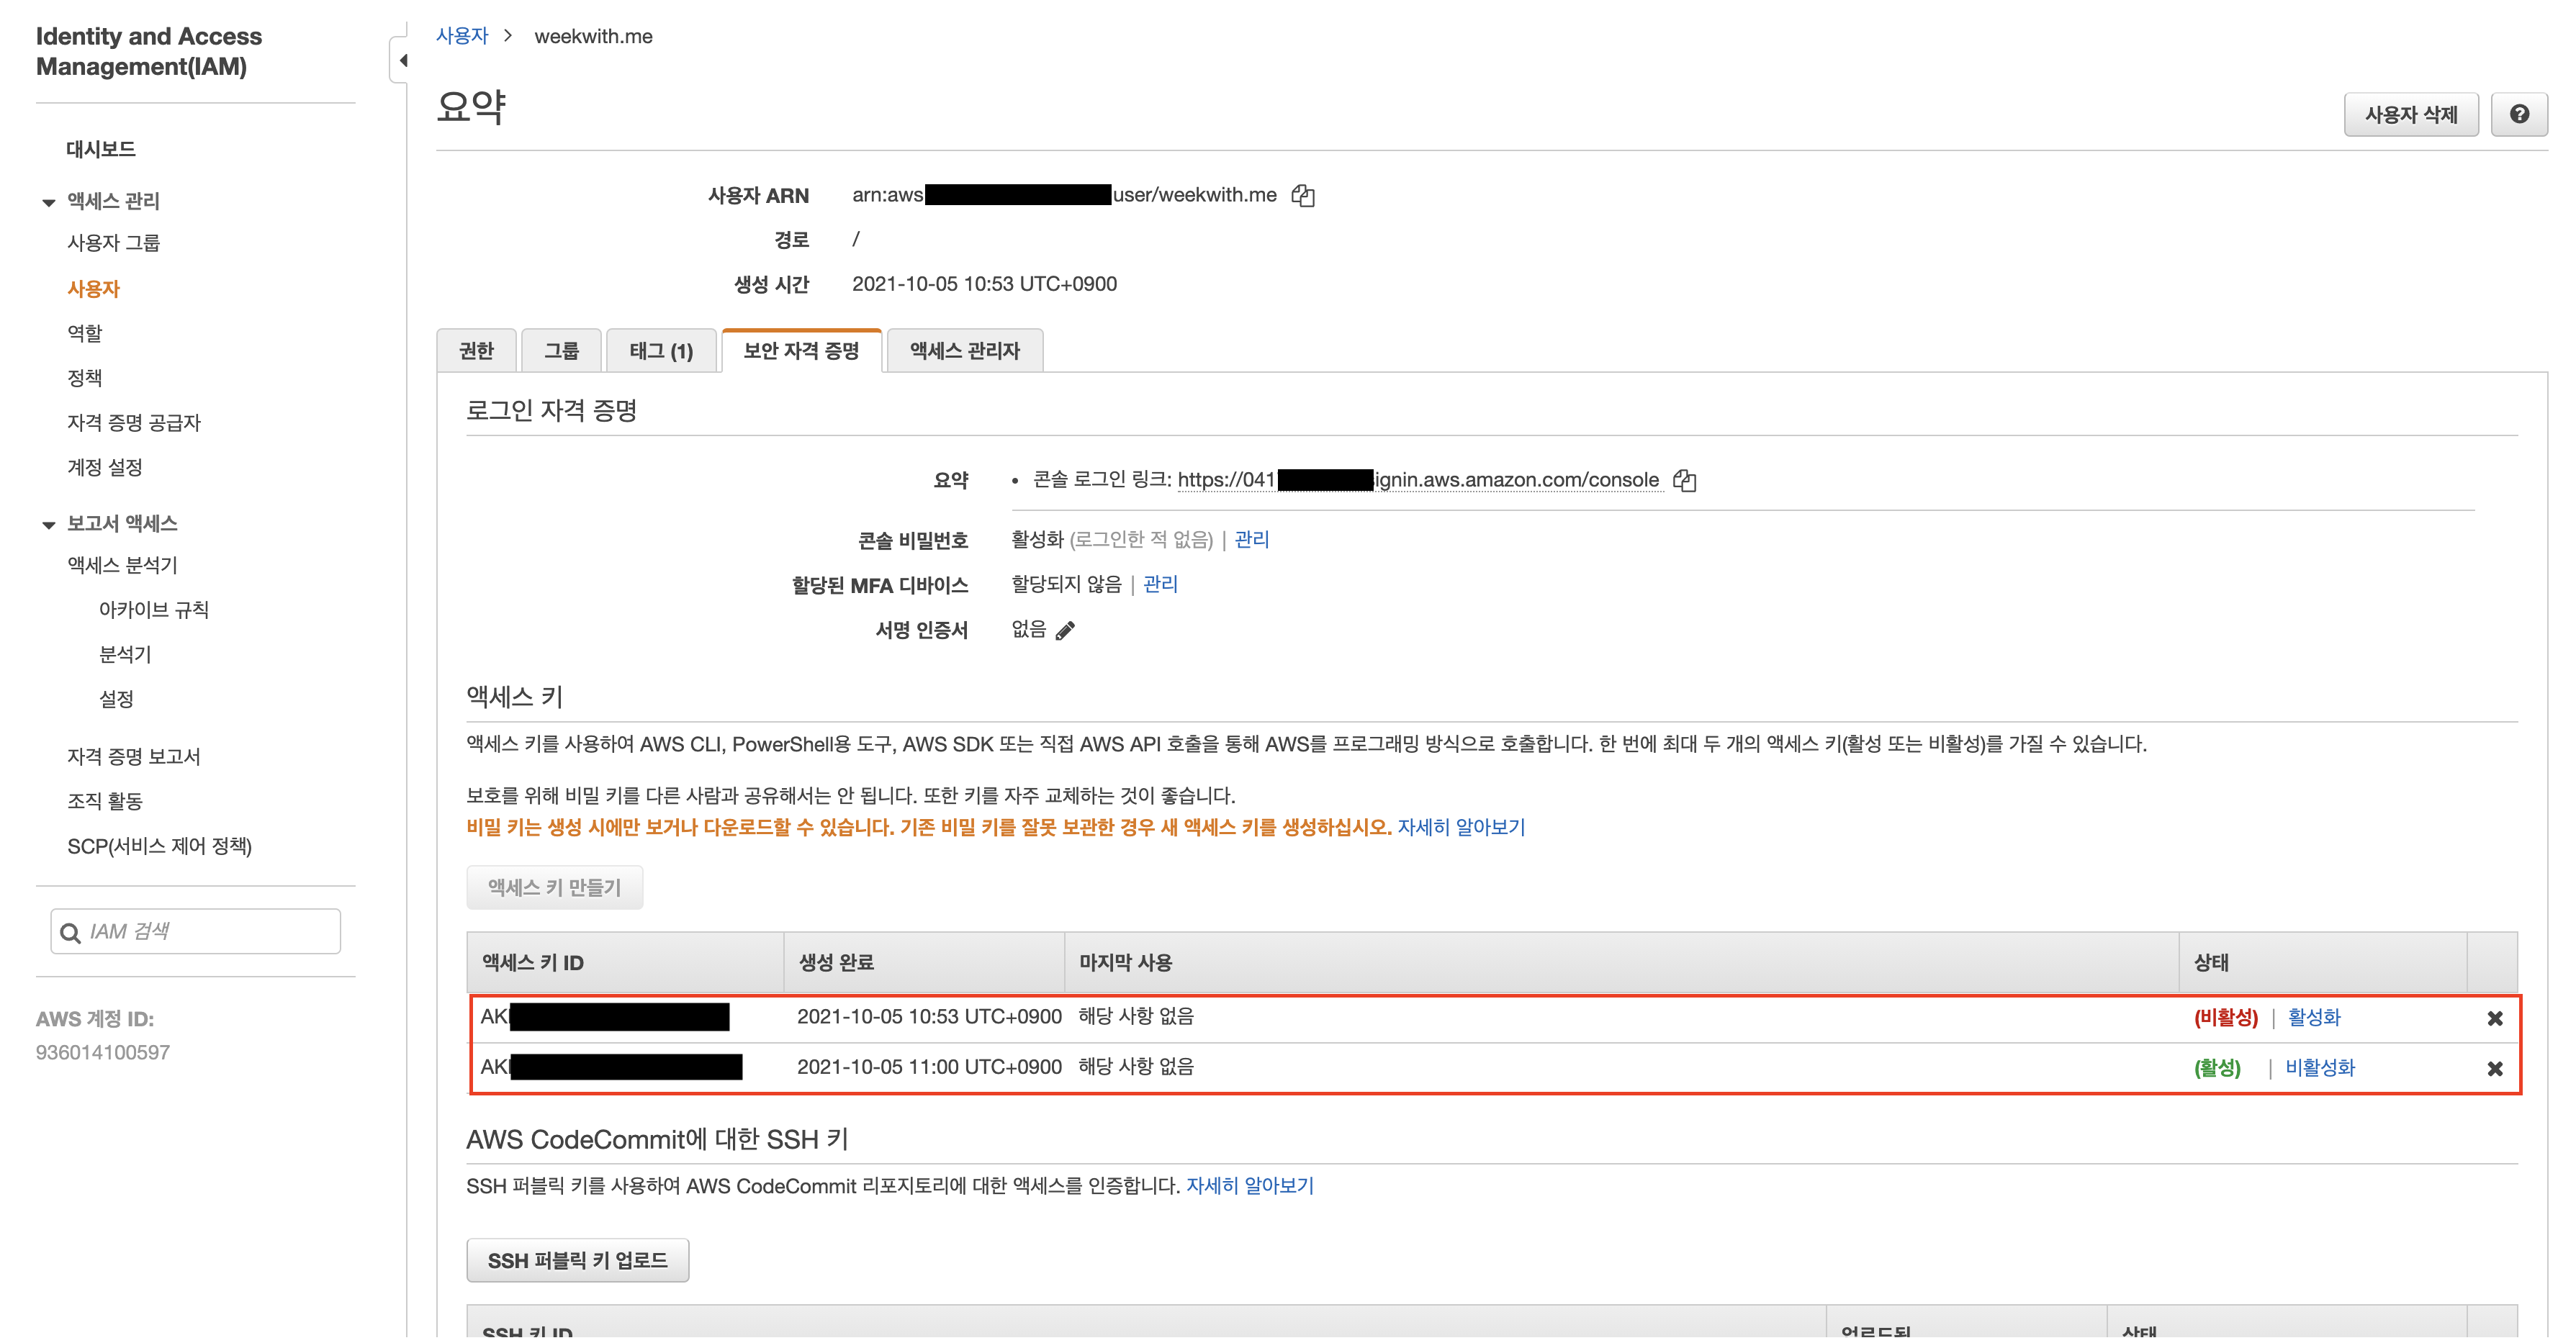 Identity and Access
Management(IAM)
대시보드
액세스 관리
사용자 그룹
사용자
역할
정책
자격 증명 공급자
계정 설정
보고서 액세스
액세스 분석기
아카이브 규칙
분석기
설정
자격 증명 보고서
조직 활동
SCP(서비스 제어 정책)
IAM 검색
AWS 계정 ID:
936014100597
사용자 > weekwith.me
요약
사용자 삭제
사용자 ARN arn:aws user/weekwith.me
경로 /
생성 시간 2021-10-05 10:53 UTC+0900
권한 그룹 태그 (1) 보안 자격 증명 액세스 관리자
로그인 자격 증명
요약 • 콘솔 로그인 링크: https://041 ignin.aws.amazon.com/console
콘솔 비밀번호 활성화 (로그인한 적 없음) | 관리
할당된 MFA 디바이스 할당되지 않음 | 관리
서명 인증서 없음
액세스 키
액세스 키를 사용하여 AWS CLI, PowerShell용 도구, AWS SDK 또는 직접 AWS API 호출을 통해 AWS를 프로그래밍 방식으로 호출합니다. 한 번에 최대 두 개의 액세스 키(활성 또는 비활성)를 가질 수 있습니다.
보호를 위해 비밀 키를 다른 사람과 공유해서는 안 됩니다. 또한 키를 자주 교체하는 것이 좋습니다.
비밀 키는 생성 시에만 보거나 다운로드할 수 있습니다. 기존 비밀 키를 잘못 보관한 경우 새 액세스 키를 생성하십시오. 자세히 알아보기
액세스 키 만들기
액세스 키 ID 생성 완료 마지막 사용 상태
AK 2021-10-05 10:53 UTC+0900 해당 사항 없음 (비활성) | 활성화
AK 2021-10-05 11:00 UTC+0900 해당 사항 없음 (활성) | 비활성화
AWS CodeCommit에 대한 SSH 키
SSH 퍼블릭 키를 사용하여 AWS CodeCommit 리포지토리에 대한 액세스를 인증합니다. 자세히 알아보기
SSH 퍼블릭 키 업로드
SSH 키 ID 업로드됨 상태